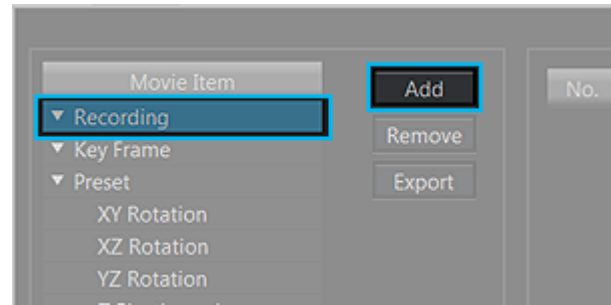 Movie Item
Recording
Key Frame
Preset
XY Rotation
XZ Rotation
YZ Rotation
Add
Remove
Export
No.